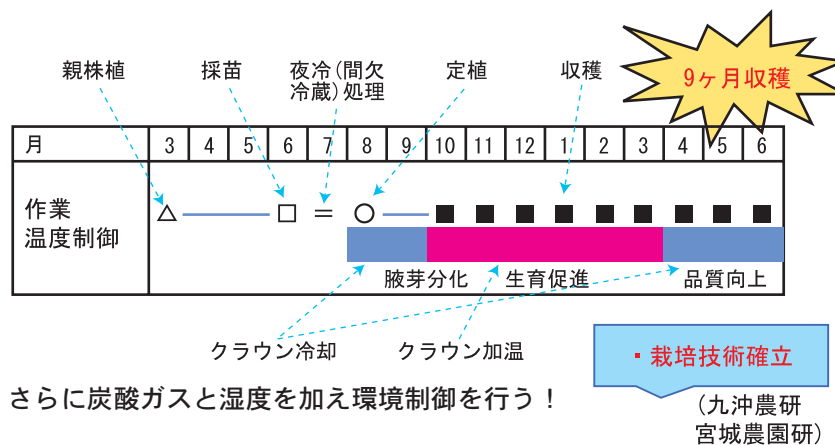 9ヶ月収穫
親株植
採苗
夜冷(間欠
冷蔵)処理
定植
収穫
月 3 4 5 6 7 8 9 10 11 12 1 2 3 4 5 6
作業
温度制御
腋芽分化 生育促進 品質向上
クラウン冷却 クラウン加温
・栽培技術確立
さらに炭酸ガスと湿度を加え環境制御を行う！
(九沖農研
宮城農園研)